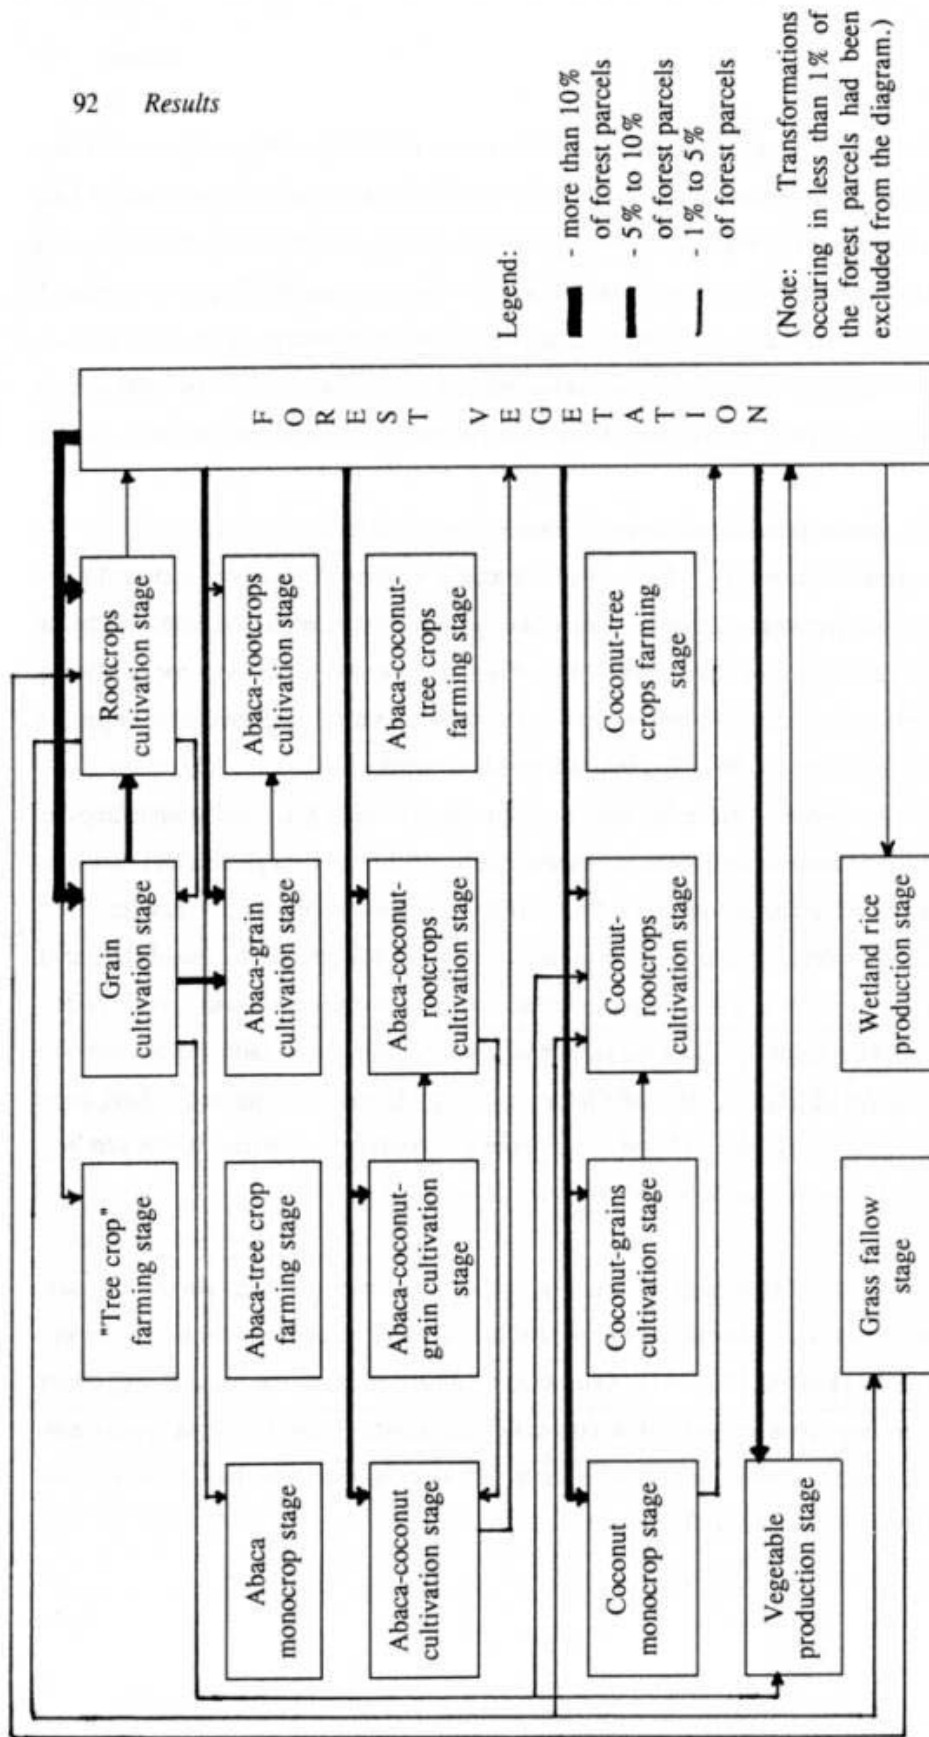 92 Results
"Tree crop"
farming stage
Grain
cultivation stage
Rootcrops
cultivation stage
Abaca
monocrop stage
Abaca-tree crop
farming stage
Abaca-grain
cultivation stage
Abaca-rootcrops
cultivation stage
Abaca-coconut
cultivation stage
Abaca-coconut-
grain cultivation
stage
Abaca-coconut-
rootcrops
cultivation stage
Abaca-coconut-
tree crops
farming stage
Coconut
monocrop stage
Coconut-grains
cultivation stage
Coconut-
rootcrops
cultivation stage
Coconut-tree
crops farming
stage
Vegetable
production stage
Grass fallow
stage
Wetland rice
production stage
FOREST VEGETATION
Legend:
- more than 10%
of forest parcels
- 5% to 10%
of forest parcels
- 1% to 5%
of forest parcels
(Note: Transformations
occuring in less than 1% of
the forest parcels had been
excluded from the diagram.)